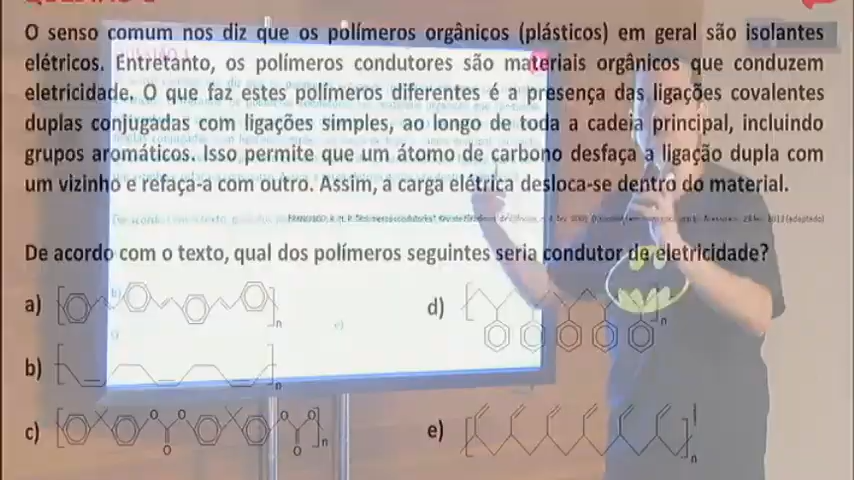 O senso comum nos diz que os polímeros orgânicos (plásticos) em geral são isolantes
elétricos. Entretanto, os polímeros condutores são materiais orgânicos que conduzem
eletricidade. O que faz estes polímeros diferentes é a presença das ligações covalentes
duplas conjugadas com ligações simples, ao longo de toda a cadeia principal, incluindo
grupos aromáticos. Isso permite que um átomo de carbono desfaça a ligação dupla com
um vizinho e refaça-a com outro. Assim, a carga elétrica desloca-se dentro do material.
De acordo com o texto, qual dos polímeros seguintes seria condutor de eletricidade?
a)
n
d)
n
b)
n
c)
O O O O
O O
n
e)
n